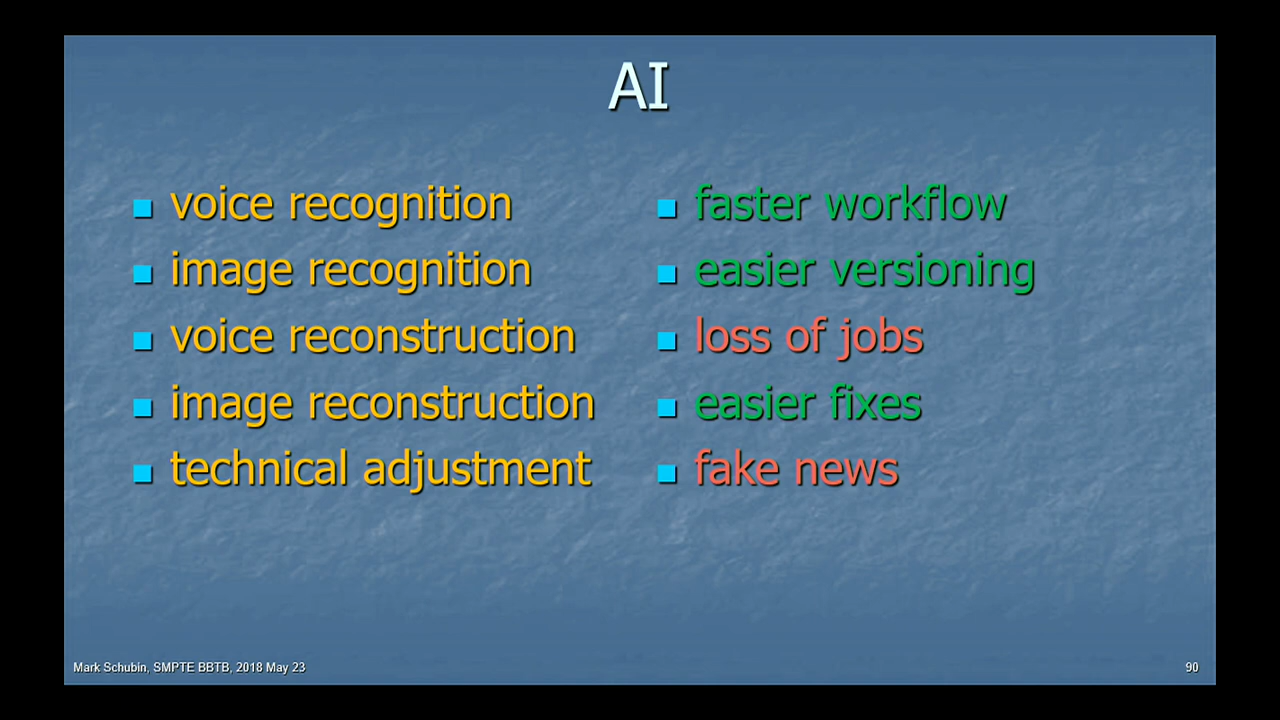 AI
voice recognition
image recognition
voice reconstruction
image reconstruction
technical adjustment
faster workflow
easier versioning
loss of jobs
easier fixes
fake news
Mark Schubin, SMPTE BBTB, 2018 May 23
90